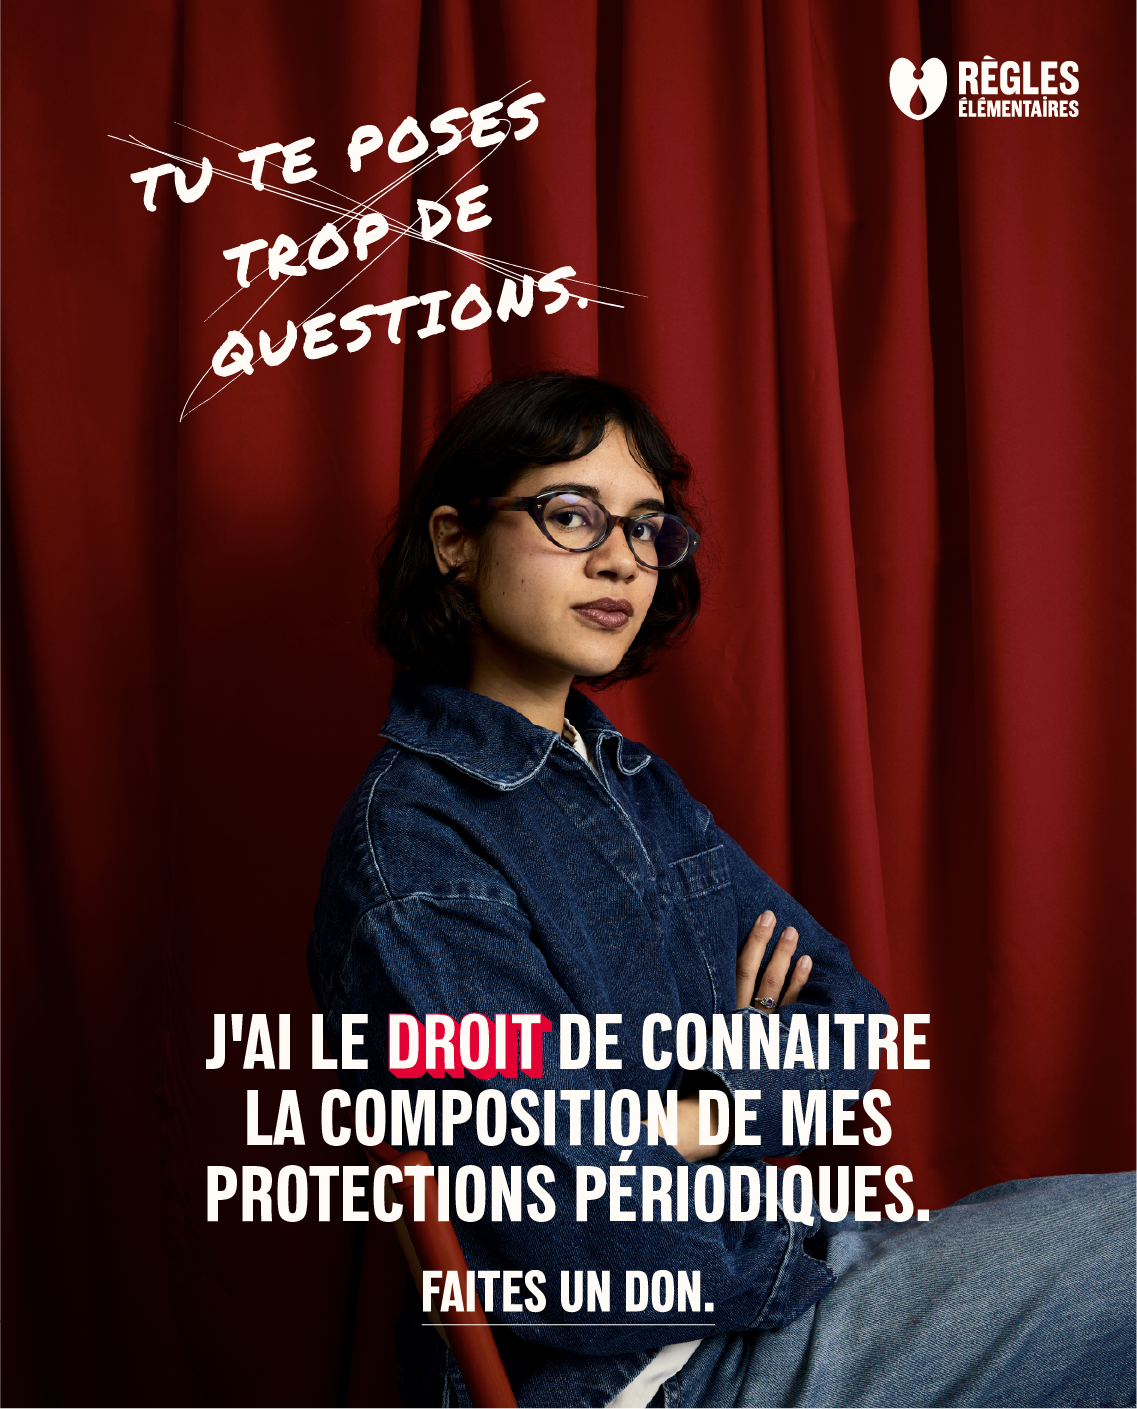 RÈGLES
ÉLÉMENTAIRES
TU TE POSES
TROP DE
QUESTIONS.
J'AI LE DROIT DE CONNAITRE
LA COMPOSITION DE MES
PROTECTIONS PÉRIODIQUES.
FAITES UN DON.